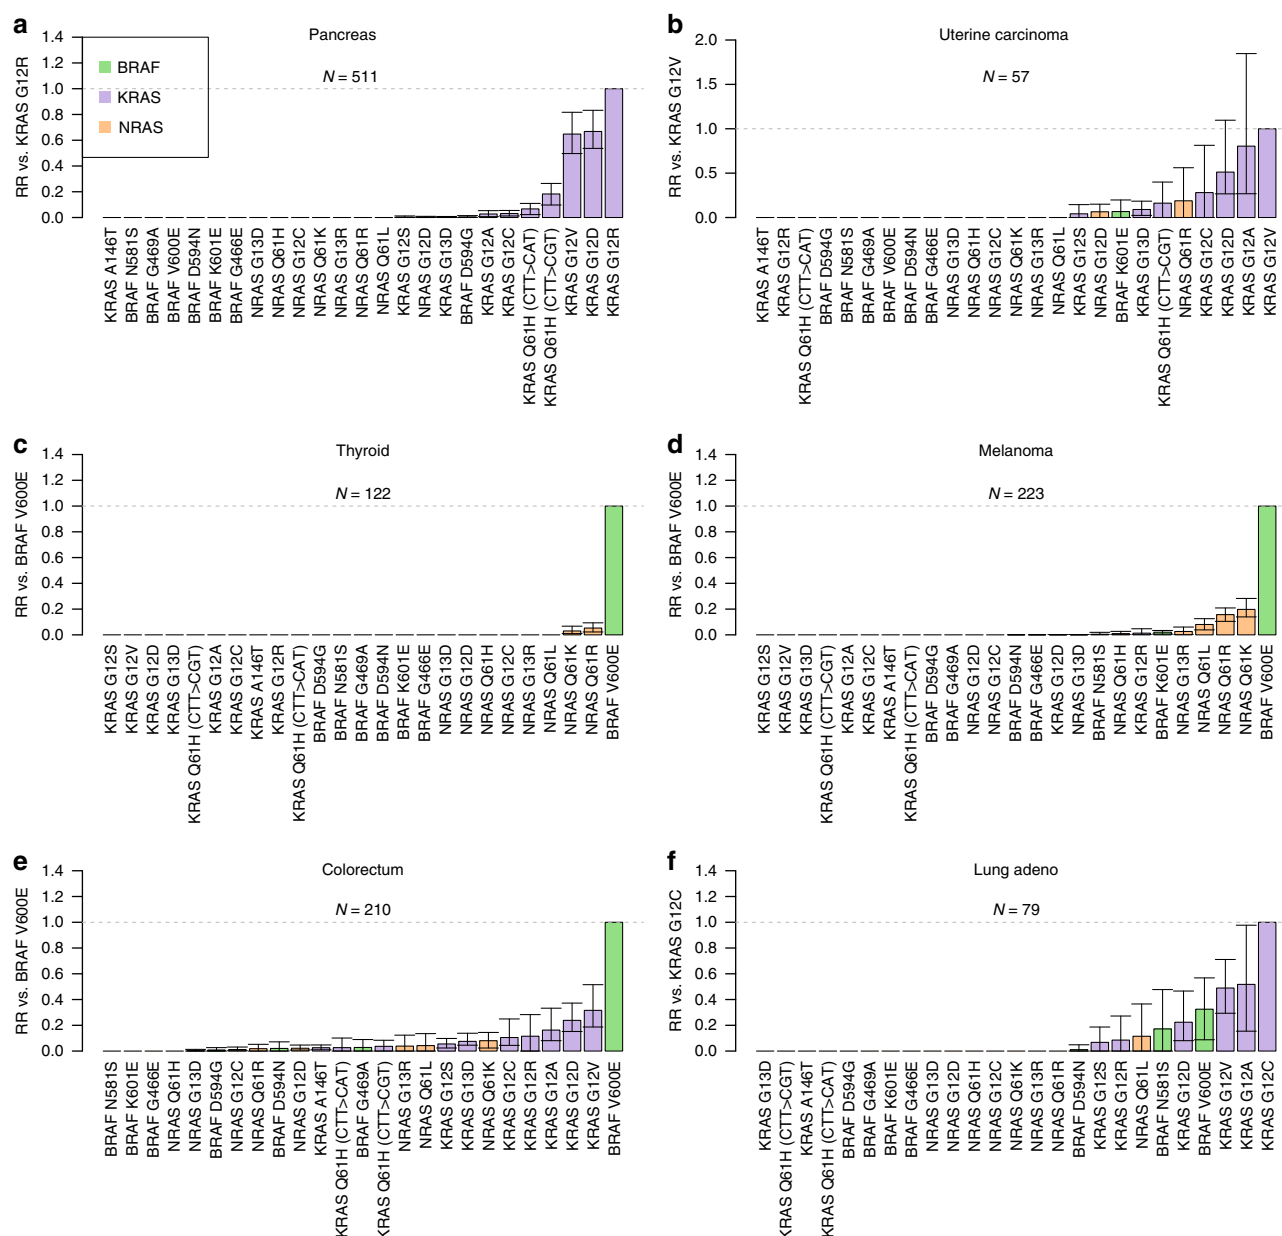 a
Pancreas
N = 511
RR vs. KRAS G12R
1.4
1.2
1.0
0.8
0.6
0.4
0.2
0.0
BRAF
KRAS
NRAS
KRAS A146T
BRAF N581S
BRAF G469A
BRAF V600E
BRAF D594N
BRAF K601E
BRAF G466E
NRAS G13D
NRAS Q61H
NRAS G12C
NRAS Q61K
NRAS G13R
NRAS Q61R
NRAS Q61L
KRAS G12S
NRAS G12D
KRAS G13D
BRAF D594G
KRAS G12A
KRAS G12C
KRAS Q61H (CTT>CAT)
KRAS Q61H (CTT>CGT)
KRAS G12V
KRAS G12D
KRAS G12R
b
Uterine carcinoma
N = 57
RR vs. KRAS G12V
2.0
1.5
1.0
0.5
0.0
KRAS A146T
KRAS G12R
KRAS Q61H (CTT>CAT)
BRAF D594G
BRAF N581S
BRAF G469A
BRAF V600E
BRAF D594N
BRAF G466E
NRAS G13D
NRAS Q61H
NRAS G12C
NRAS Q61K
NRAS G13R
NRAS Q61L
KRAS G12S
NRAS G12D
BRAF K601E
KRAS G13D
KRAS Q61H (CTT>CGT)
NRAS Q61R
KRAS G12C
KRAS G12D
KRAS G12A
KRAS G12V
c
Thyroid
N = 122
RR vs. BRAF V600E
1.4
1.2
1.0
0.8
0.6
0.4
0.2
0.0
KRAS G12S
KRAS G12V
KRAS G12D
KRAS G13D
KRAS Q61H (CTT>CGT)
KRAS G12A
KRAS G12C
KRAS A146T
KRAS G12R
KRAS Q61H (CTT>CAT)
BRAF D594G
BRAF N581S
BRAF G469A
BRAF D594N
BRAF K601E
BRAF G466E
NRAS G13D
NRAS G12D
NRAS Q61H
NRAS G12C
NRAS G13R
NRAS Q61L
NRAS Q61K
NRAS Q61R
BRAF V600E
d
Melanoma
N = 223
RR vs. BRAF V600E
1.4
1.2
1.0
0.8
0.6
0.4
0.2
0.0
KRAS G12S
KRAS G12V
KRAS G13D
KRAS Q61H (CTT>CGT)
KRAS G12A
KRAS G12C
KRAS A146T
KRAS Q61H (CTT>CAT)
BRAF D594G
BRAF G469A
NRAS G12D
NRAS G12C
BRAF D594N
BRAF G466E
KRAS G12D
NRAS G13D
BRAF N581S
NRAS Q61H
KRAS G12R
BRAF K601E
NRAS G13R
NRAS Q61L
NRAS Q61R
NRAS Q61K
BRAF V600E
e
Colorectum
N = 210
RR vs. BRAF V600E
1.4
1.2
1.0
0.8
0.6
0.4
0.2
0.0
BRAF N581S
BRAF K601E
BRAF G466E
NRAS Q61H
NRAS G13D
BRAF D594G
NRAS G12C
NRAS Q61R
BRAF D594N
NRAS G12D
KRAS A146T
KRAS Q61H (CTT>CAT)
BRAF G469A
KRAS Q61H (CTT>CGT)
NRAS G13R
NRAS Q61L
KRAS G12S
KRAS G13D
NRAS Q61K
KRAS G12C
KRAS G12R
KRAS G12A
KRAS G12D
KRAS G12V
BRAF V600E
f
Lung adeno
N = 79
RR vs. KRAS G12C
1.4
1.2
1.0
0.8
0.6
0.4
0.2
0.0
KRAS G13D
KRAS Q61H (CTT>CGT)
KRAS A146T
KRAS Q61H (CTT>CAT)
BRAF D594G
BRAF G469A
BRAF K601E
BRAF G466E
NRAS G13D
NRAS G12D
NRAS Q61H
NRAS G12C
NRAS Q61K
NRAS G13R
NRAS Q61R
BRAF D594N
KRAS G12S
KRAS G12R
NRAS Q61L
BRAF N581S
KRAS G12D
BRAF V600E
KRAS G12V
KRAS G12A
KRAS G12C